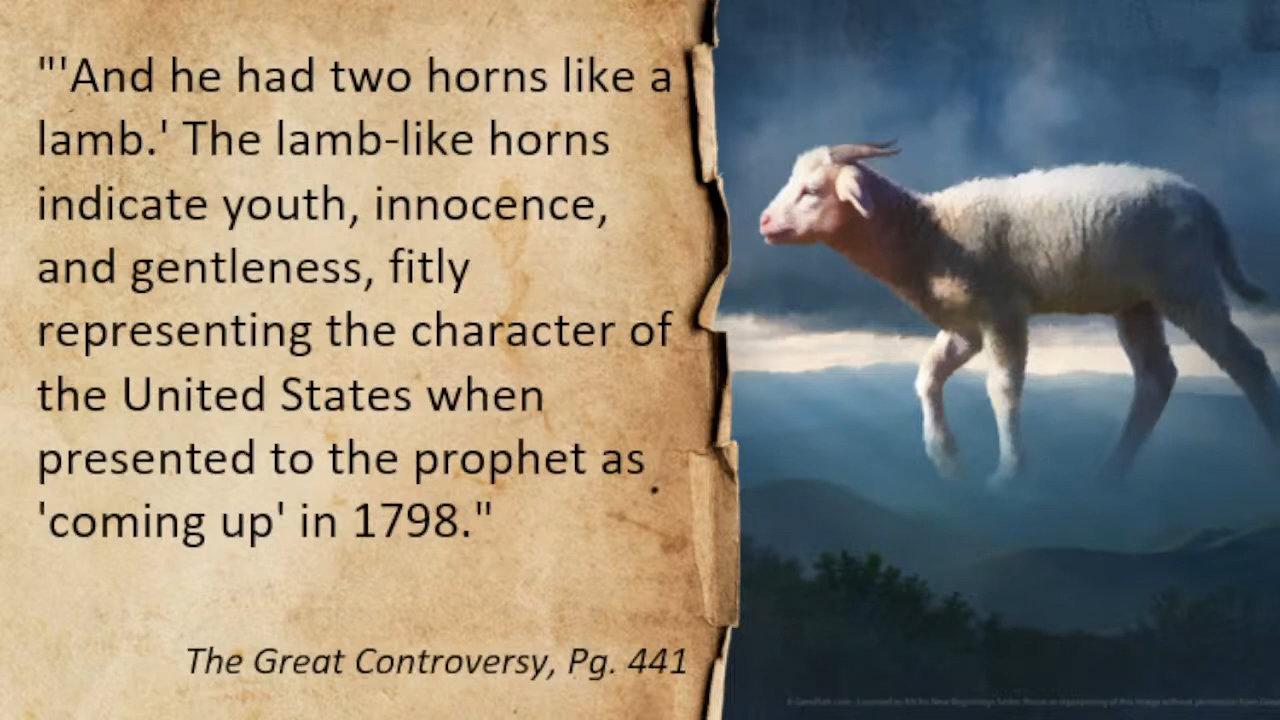 "'And he had two horns like a
lamb.' The lamb-like horns
indicate youth, innocence,
and gentleness, fitly
representing the character of
the United States when
presented to the prophet as
'coming up' in 1798."
The Great Controversy, Pg. 441